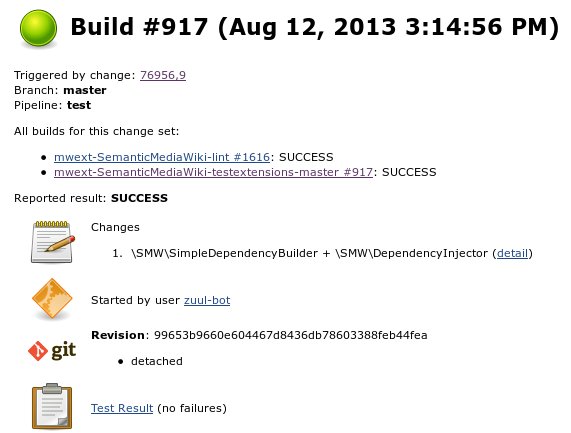 Build #917 (Aug 12, 2013 3:14:56 PM)
Triggered by change: 76956,9
Branch: master
Pipeline: test
All builds for this change set:
mwext-SemanticMediaWiki-lint #1616: SUCCESS
mwext-SemanticMediaWiki-testextensions-master #917: SUCCESS
Reported result: SUCCESS
Changes
1. \SMW\SimpleDependencyBuilder + \SMW\DependencyInjector (detail)
Started by user zuul-bot
git
Revision: 99653b9660e604467d8436db78603388feb44fea
detached
Test Result (no failures)